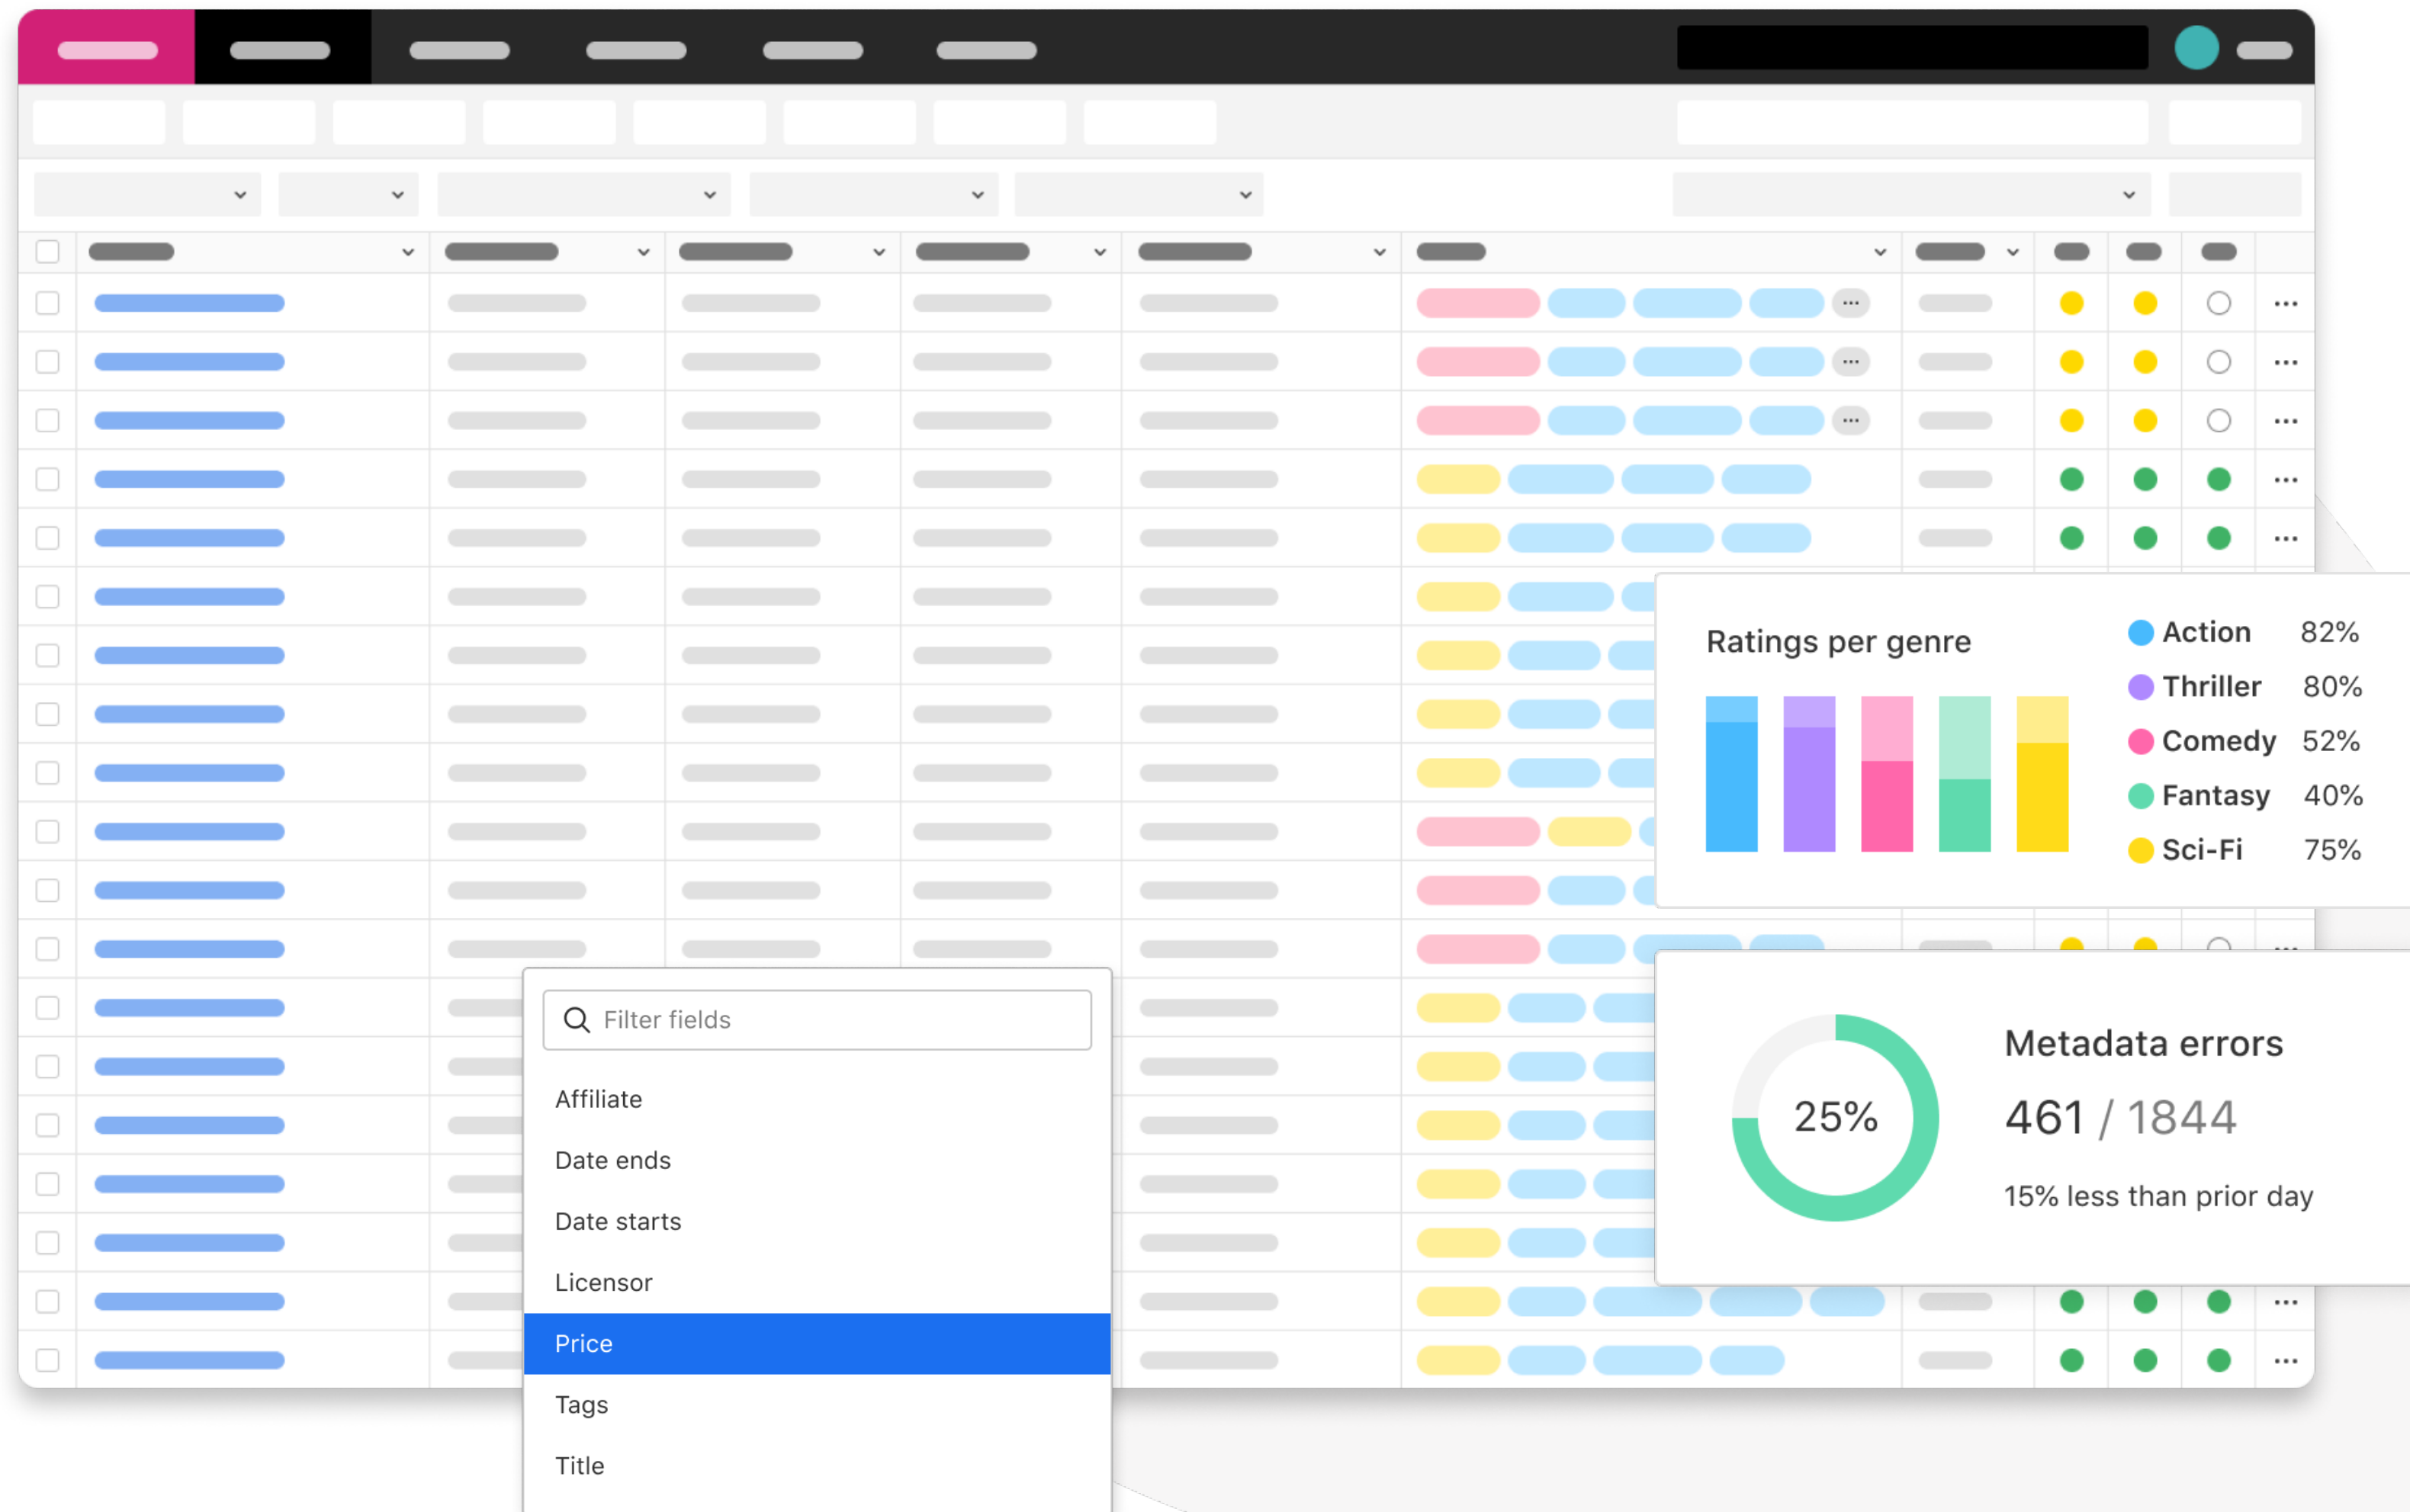 Ratings per genre
Action 82%
Thriller 80%
Comedy 52%
Fantasy 40%
Sci-Fi 75%
Filter fields
Affiliate
Date ends
Date starts
Licensor
Price
Tags
Title
25%
Metadata errors
461 / 1844
15% less than prior day